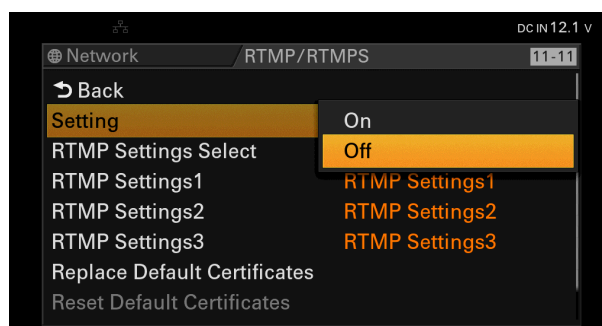 DC IN 12.1 V
Network / RTMP/RTMPS 11-11
Back
Setting On
Off
RTMP Settings Select
RTMP Settings1 RTMP Settings1
RTMP Settings2 RTMP Settings2
RTMP Settings3 RTMP Settings3
Replace Default Certificates
Reset Default Certificates